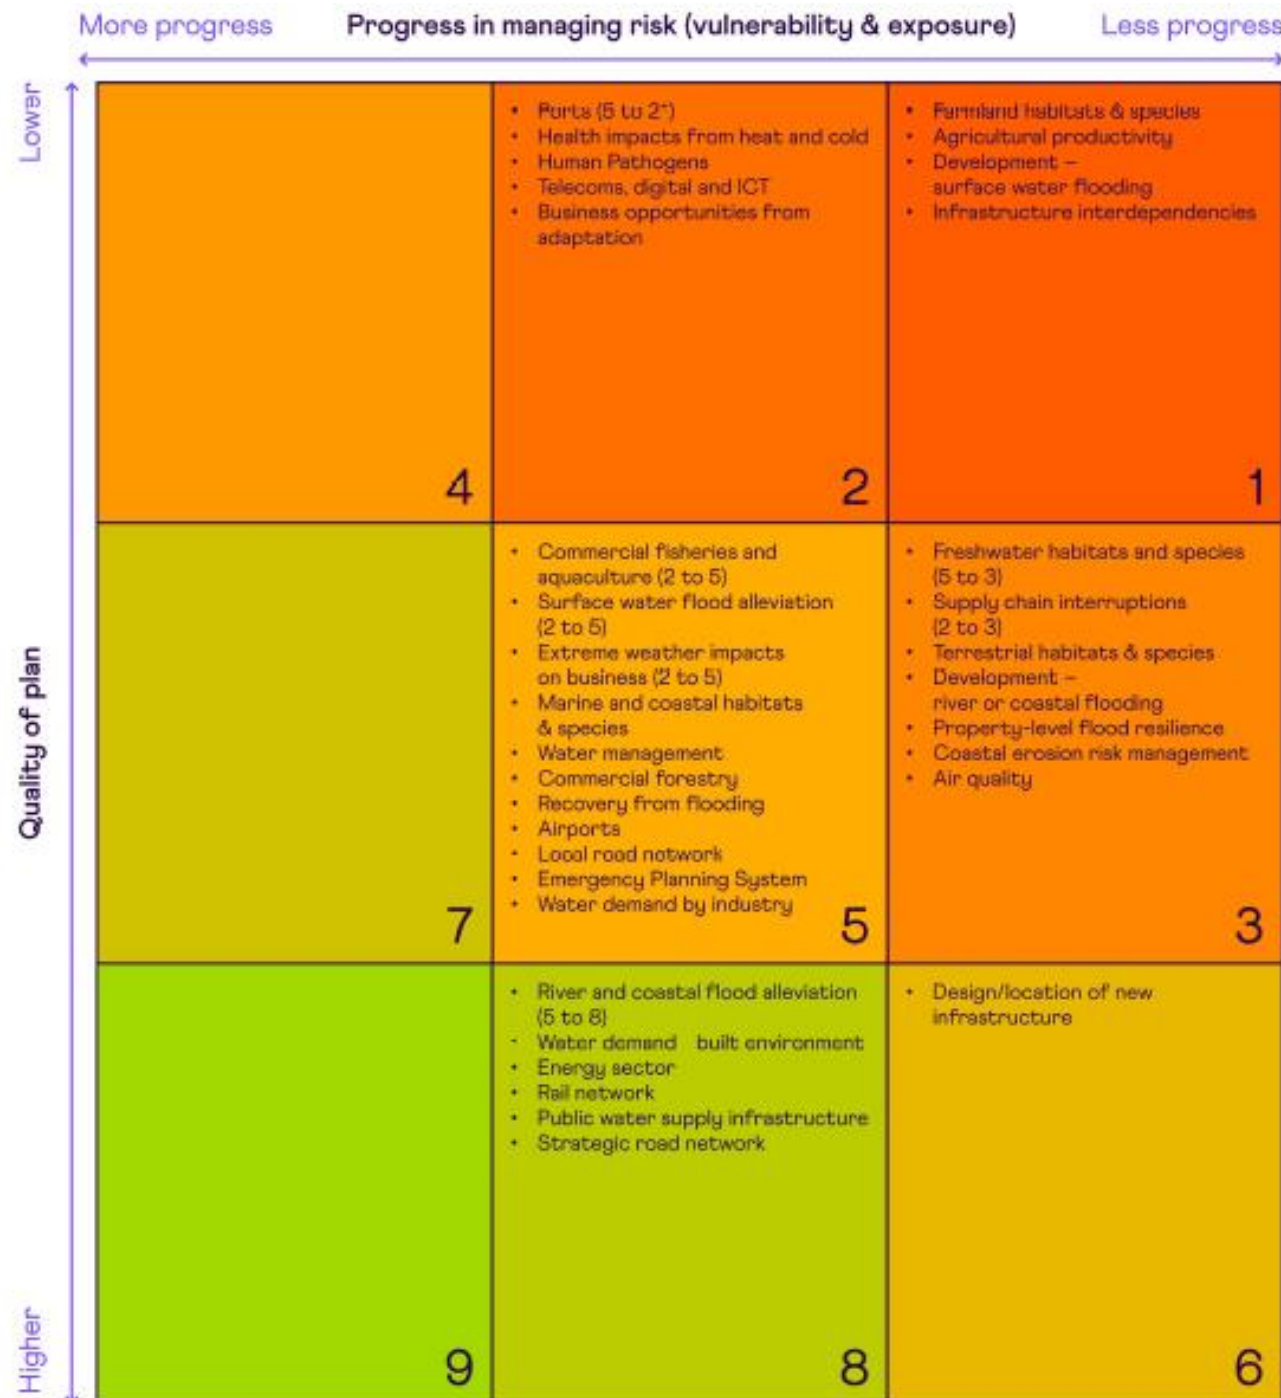 More progress
Progress in managing risk (vulnerability & exposure)
Less progress
Lower
Quality of plan
Higher
4
• Ports (5 to 2*)
• Health impacts from heat and cold
• Human Pathogens
• Telecoms, digital and ICT
• Business opportunities from
adaptation
2
• Farmland habitats & species
• Agricultural productivity
• Development –
surface water flooding
• Infrastructure interdependencies
1
7
• Commercial fisheries and
aquaculture (2 to 5)
• Surface water flood alleviation
(2 to 5)
• Extreme weather impacts
on business (2 to 5)
• Marine and coastal habitats
& species
• Water management
• Commercial forestry
• Recovery from flooding
• Airports
• Local road network
• Emergency Planning System
• Water demand by industry
5
• Freshwater habitats and species
(5 to 3)
• Supply chain interruptions
(2 to 3)
• Terrestrial habitats & species
• Development –
river or coastal flooding
• Property-level flood resilience
• Coastal erosion risk management
• Air quality
3
9
• River and coastal flood alleviation
(5 to 8)
• Water demand built environment
• Energy sector
• Rail network
• Public water supply infrastructure
• Strategic road network
8
• Design/location of new
infrastructure
6